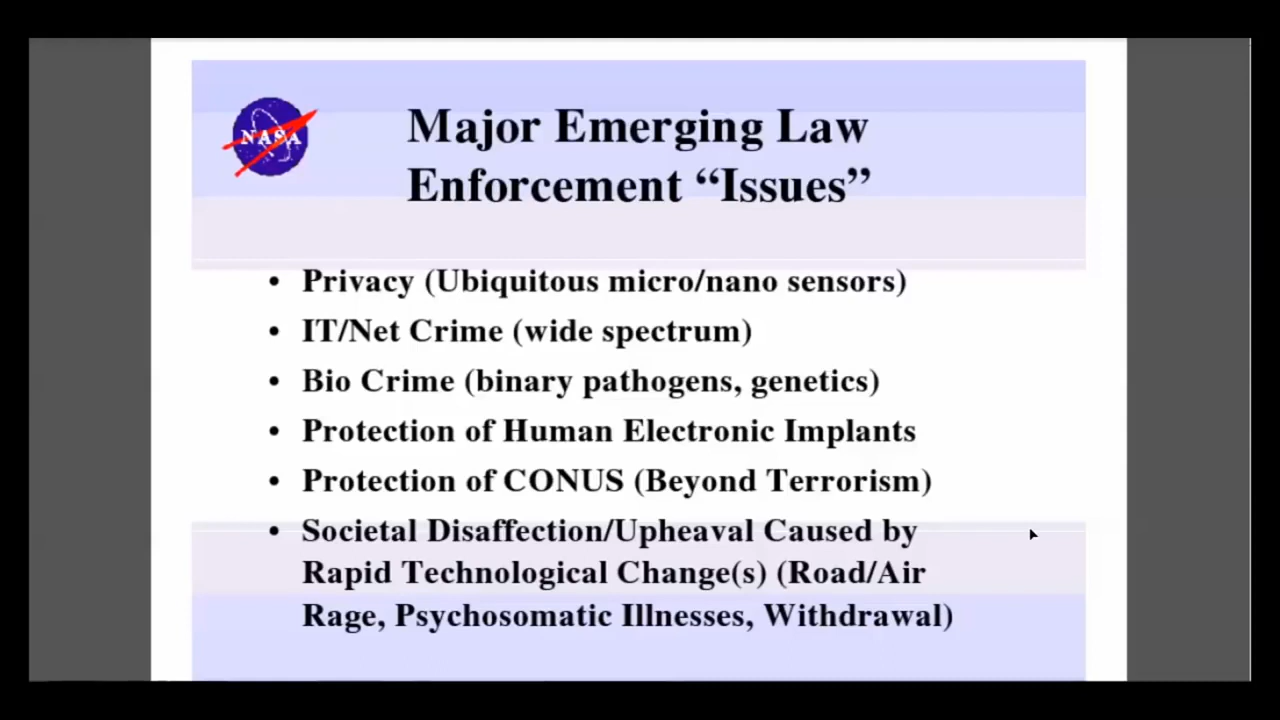 NASA
Major Emerging Law
Enforcement “Issues”
• Privacy (Ubiquitous micro/nano sensors)
• IT/Net Crime (wide spectrum)
• Bio Crime (binary pathogens, genetics)
• Protection of Human Electronic Implants
• Protection of CONUS (Beyond Terrorism)
• Societal Disaffection/Upheaval Caused by
Rapid Technological Change(s) (Road/Air
Rage, Psychosomatic Illnesses, Withdrawal)